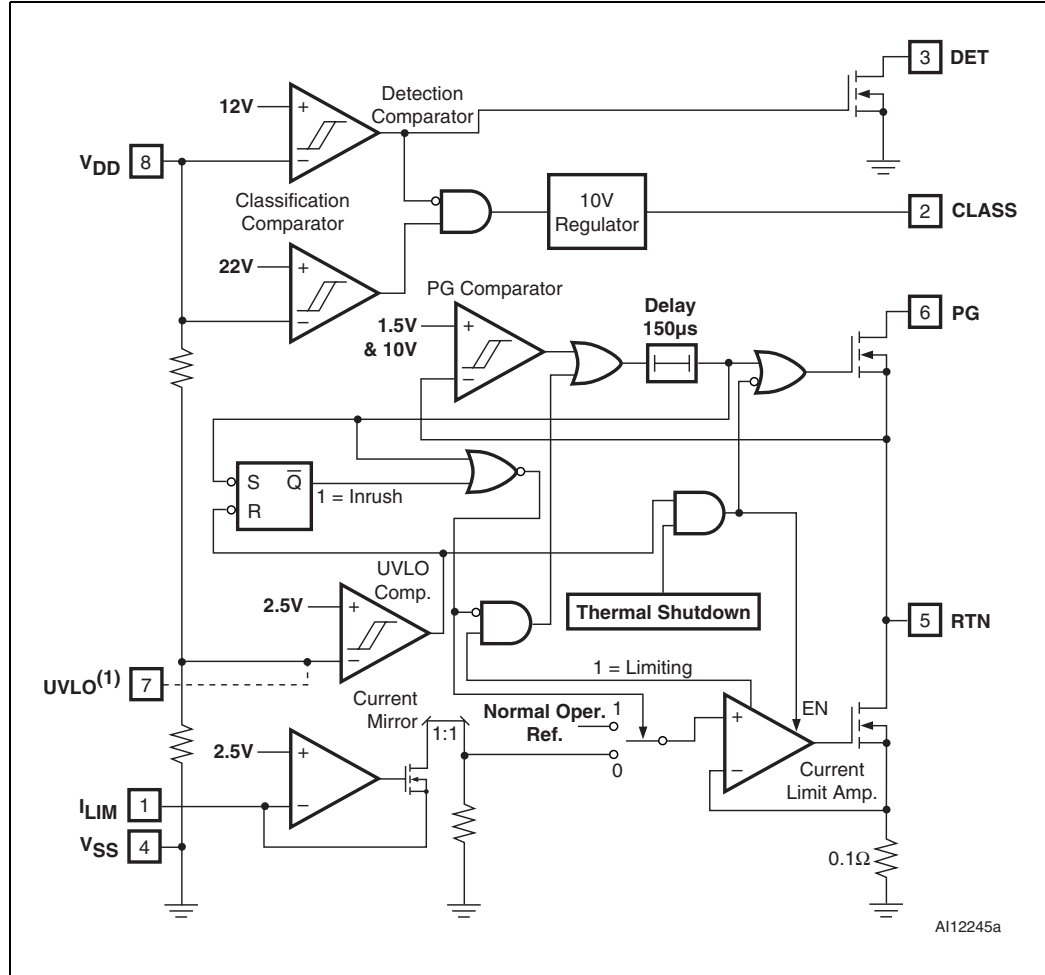 3 DET
Detection
Comparator
12V
+
−
VDD 8
Classification
Comparator
10V
Regulator
2 CLASS
22V
+
−
PG Comparator
Delay
150µs
6 PG
1.5V
& 10V
+
−
S Q̅
R
1 = Inrush
UVLO
Comp.
2.5V
+
−
Thermal Shutdown
5 RTN
UVLO(1) 7
1 = Limiting
Current
Mirror
1:1
Normal Oper.
Ref.
1
0
+
−
EN
Current
Limit Amp.
2.5V
+
−
ILIM 1
VSS 4
0.1Ω
AI12245a